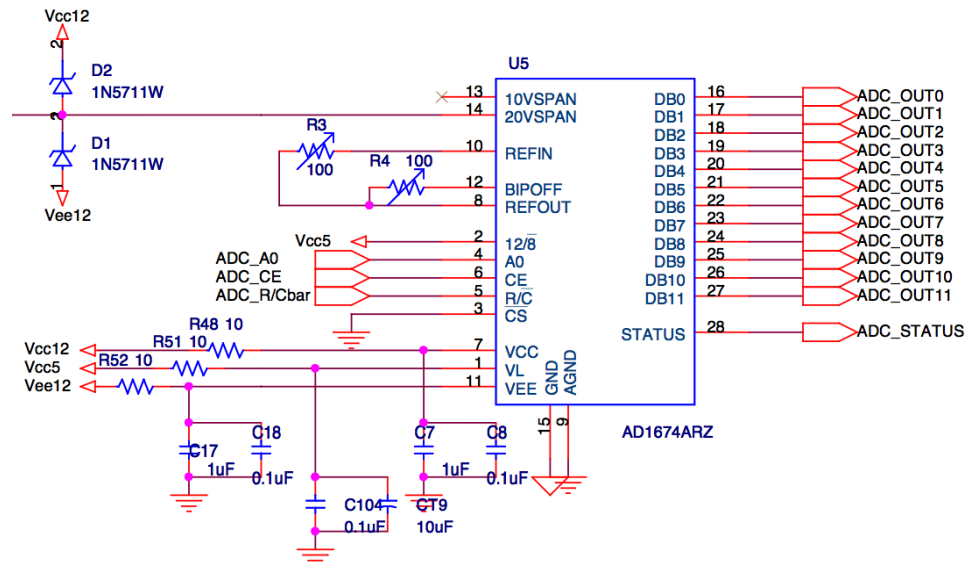 Vcc12
2
D2
1N5711W
2
D1
1N5711W
1
Vee12
U5
13 10VSPAN
14 20VSPAN
R3
100
10 REFIN
R4 100
12 BIPOFF
8 REFOUT
Vcc5 2 12/8
ADC_A0 4 A0
ADC_CE 6 CE
ADC_R/Cbar 5 R/C
3 CS
R48 10
Vcc12 7 VCC
R51 10
Vcc5 1 VL
R52 10
Vee12 11 VEE
GND
AGND
15
9
DB0 16 ADC_OUT0
DB1 17 ADC_OUT1
DB2 18 ADC_OUT2
DB3 19 ADC_OUT3
DB4 20 ADC_OUT4
DB5 21 ADC_OUT5
DB6 22 ADC_OUT6
DB7 23 ADC_OUT7
DB8 24 ADC_OUT8
DB9 25 ADC_OUT9
DB10 26 ADC_OUT10
DB11 27 ADC_OUT11
STATUS 28 ADC_STATUS
AD1674ARZ
C17
1uF
C18
0.1uF
C7
1uF
C8
0.1uF
C104
0.1uF
CT9
10uF